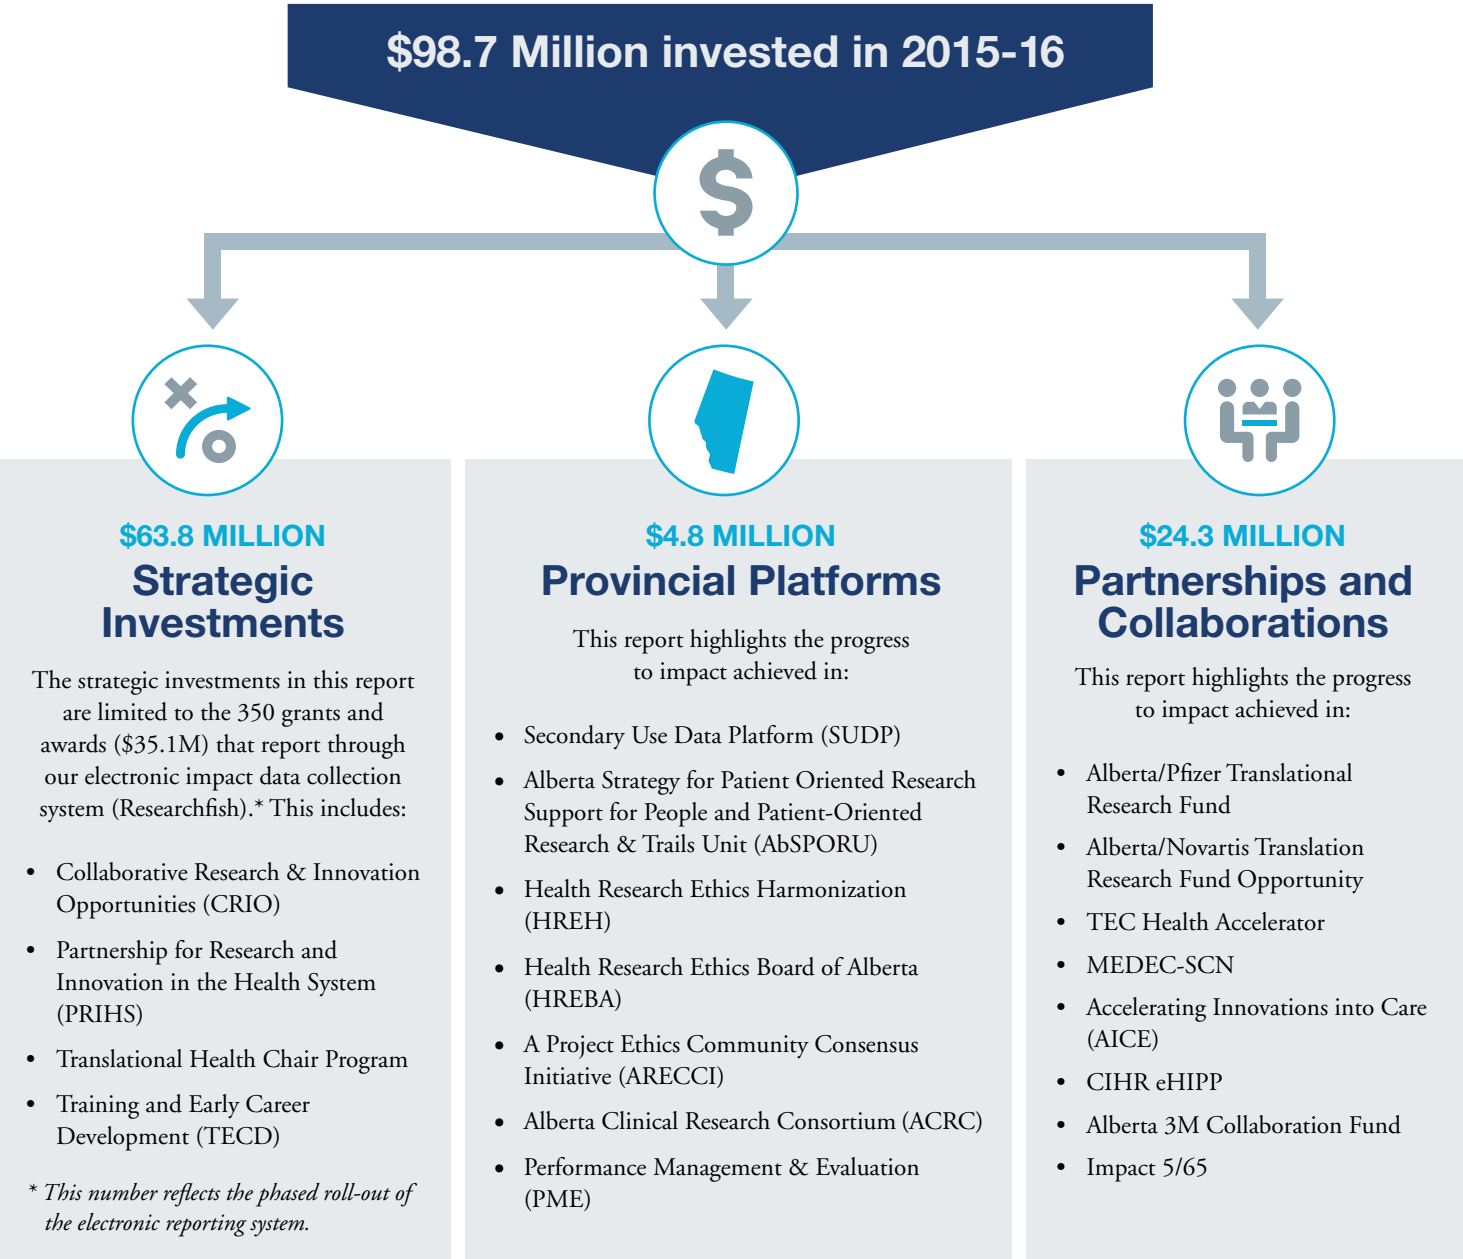 $98.7 Million invested in 2015-16
$
$63.8 MILLION
Strategic
Investments
The strategic investments in this report
are limited to the 350 grants and
awards ($35.1M) that report through
our electronic impact data collection
system (Researchfish).* This includes:
• Collaborative Research & Innovation
Opportunities (CRIO)
• Partnership for Research and
Innovation in the Health System
(PRIHS)
• Translational Health Chair Program
• Training and Early Career
Development (TECD)
* This number reflects the phased roll-out of
the electronic reporting system.
$4.8 MILLION
Provincial Platforms
This report highlights the progress
to impact achieved in:
• Secondary Use Data Platform (SUDP)
• Alberta Strategy for Patient Oriented Research
Support for People and Patient-Oriented
Research & Trails Unit (AbSPORU)
• Health Research Ethics Harmonization
(HREH)
• Health Research Ethics Board of Alberta
(HREBA)
• A Project Ethics Community Consensus
Initiative (ARECCI)
• Alberta Clinical Research Consortium (ACRC)
• Performance Management & Evaluation
(PME)
$24.3 MILLION
Partnerships and
Collaborations
This report highlights the progress
to impact achieved in:
• Alberta/Pfizer Translational
Research Fund
• Alberta/Novartis Translation
Research Fund Opportunity
• TEC Health Accelerator
• MEDEC-SCN
• Accelerating Innovations into Care
(AICE)
• CIHR eHIPP
• Alberta 3M Collaboration Fund
• Impact 5/65